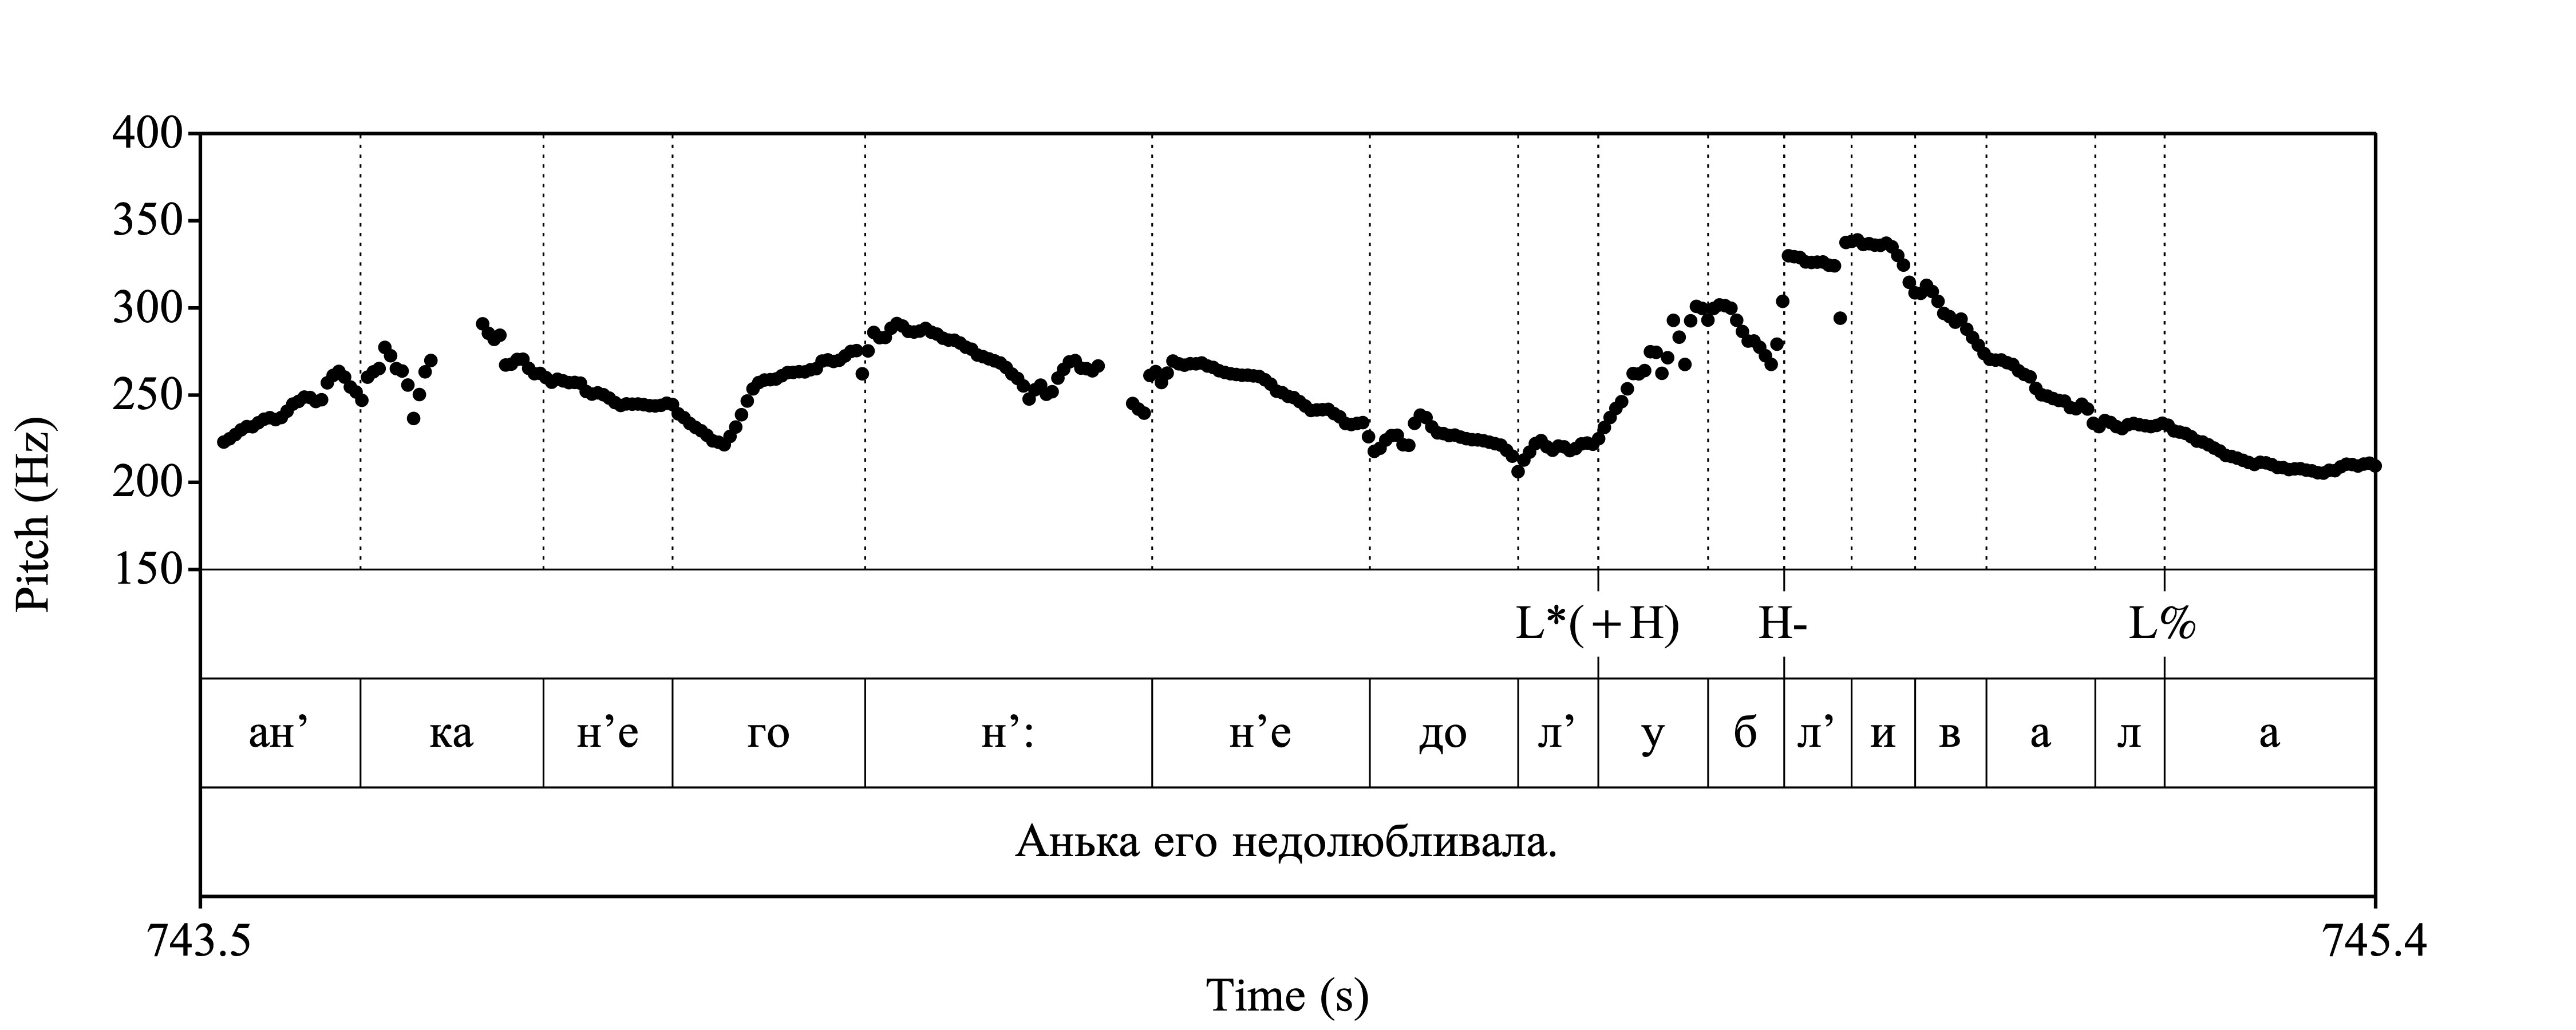 400
350
300
250
200
150
Pitch (Hz)
L*(+H) H- L%
ан’ ка н’е го н’: н’е до л’ у б л’ и в а л а
Анька его недолюбливала.
743.5 745.4
Time (s)